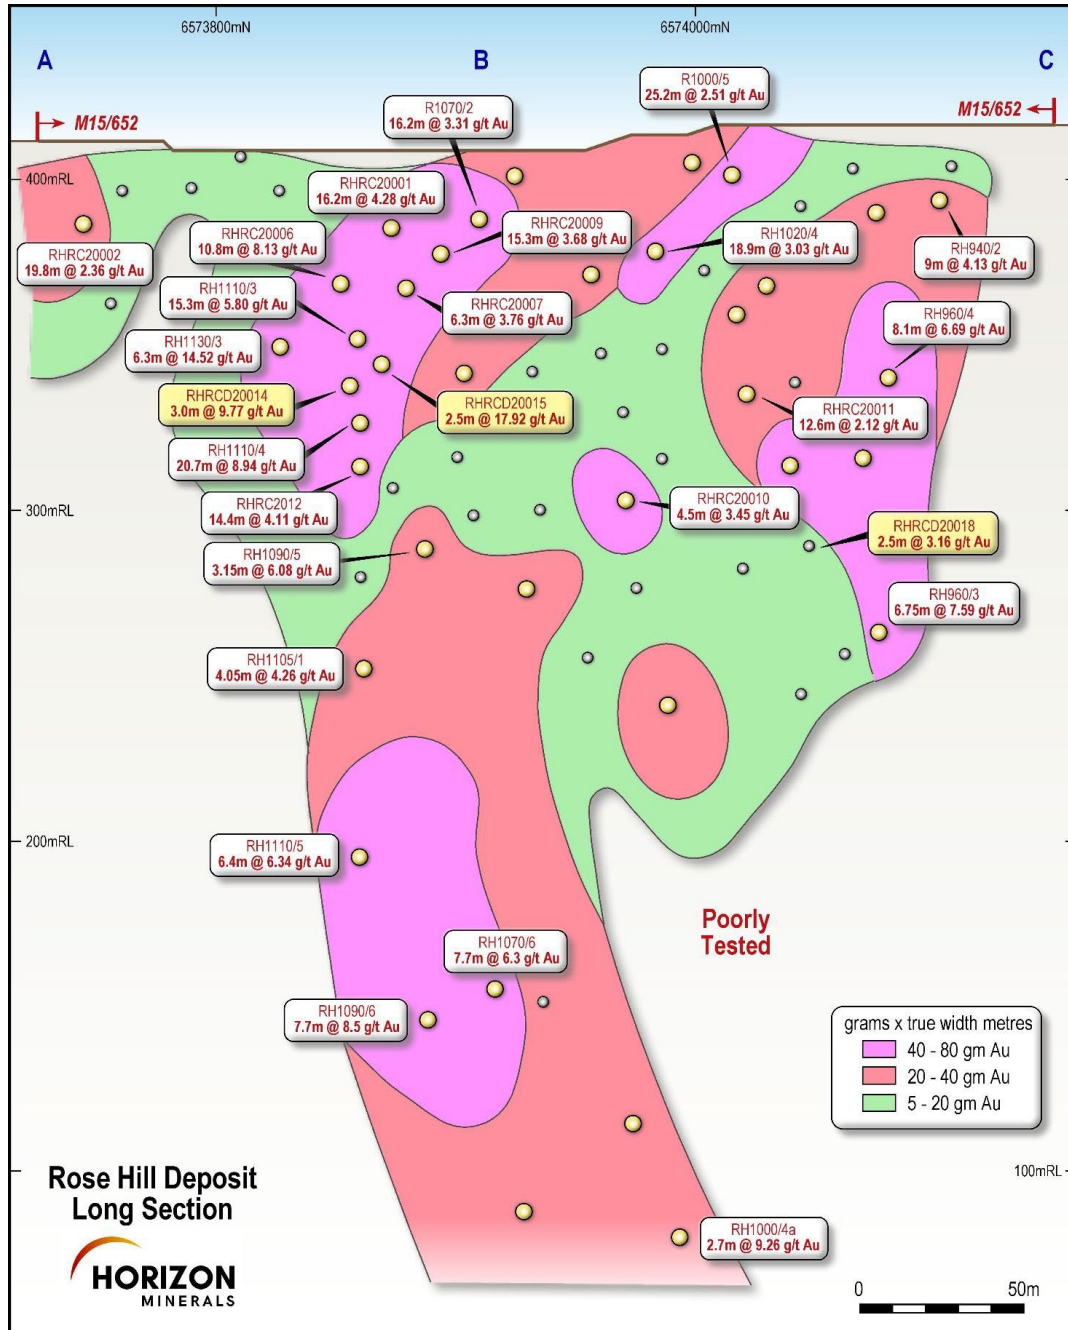 6573800mN
6574000mN
A
B
C
M15/652
M15/652
R1000/5
25.2m @ 2.51 g/t Au
R1070/2
16.2m @ 3.31 g/t Au
400mRL
RHRC20001
16.2m @ 4.28 g/t Au
RHRC20002
19.8m @ 2.36 g/t Au
RHRC20006
10.8m @ 8.13 g/t Au
RHRC20009
15.3m @ 3.68 g/t Au
RH1020/4
18.9m @ 3.03 g/t Au
RH940/2
9m @ 4.13 g/t Au
RH1110/3
15.3m @ 5.80 g/t Au
RHRC20007
6.3m @ 3.76 g/t Au
RH960/4
8.1m @ 6.69 g/t Au
RH1130/3
6.3m @ 14.52 g/t Au
RHRCD20014
3.0m @ 9.77 g/t Au
RHRCD20015
2.5m @ 17.92 g/t Au
RHRC20011
12.6m @ 2.12 g/t Au
RH1110/4
20.7m @ 8.94 g/t Au
RHRC2012
14.4m @ 4.11 g/t Au
300mRL
RHRC20010
4.5m @ 3.45 g/t Au
RHRCD20018
2.5m @ 3.16 g/t Au
RH1090/5
3.15m @ 6.08 g/t Au
RH960/3
6.75m @ 7.59 g/t Au
RH1105/1
4.05m @ 4.26 g/t Au
200mRL
RH1110/5
6.4m @ 6.34 g/t Au
RH1070/6
7.7m @ 6.3 g/t Au
Poorly
Tested
RH1090/6
7.7m @ 8.5 g/t Au
grams x true width metres
40 - 80 gm Au
20 - 40 gm Au
5 - 20 gm Au
100mRL
Rose Hill Deposit
Long Section
HORIZON
MINERALS
RH1000/4a
2.7m @ 9.26 g/t Au
0
50m